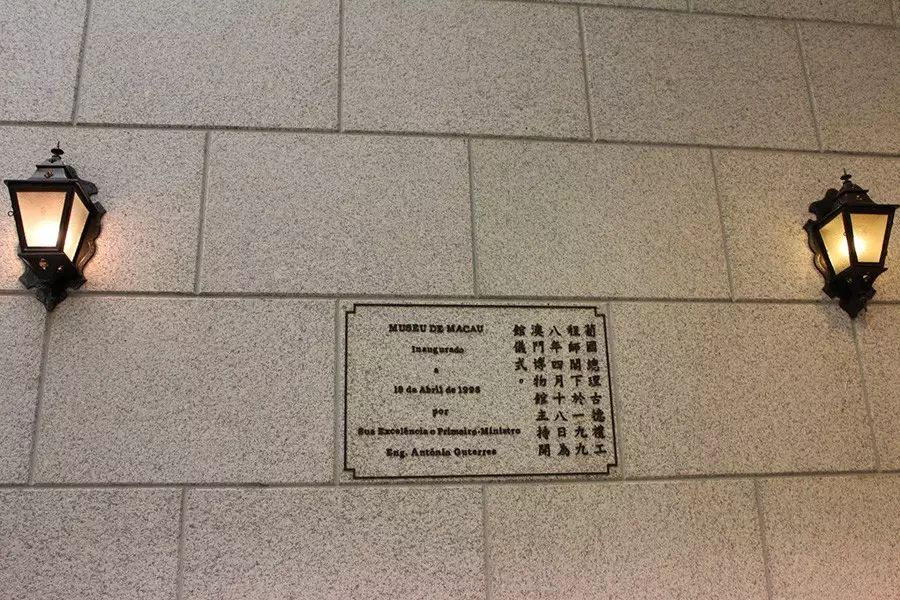 MUSEU DE MACAU
Inaugurado
a
18 de Abril de 1998
por
Sua Excelência o Primeiro-Ministro
Eng. António Guterres
葡國總理古德禮工
程師閣下於一九九
八年四月十八日為
澳門博物館主持開
館儀式。